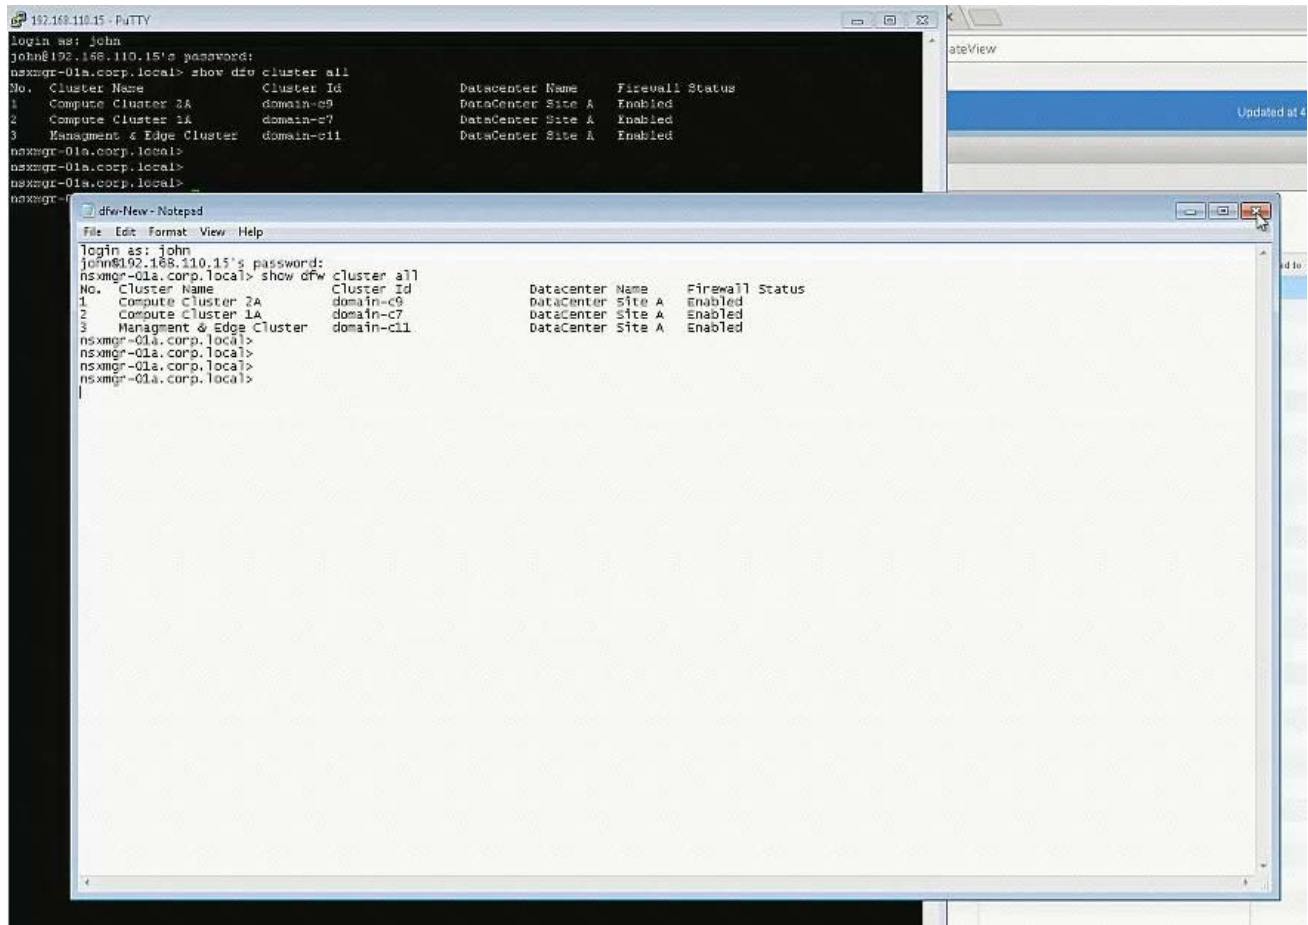 192.168.110.15 - PuTTY
login as: john
john@192.168.110.15's password:
nsxmgr-01a.corp.local> show dfw cluster all
No. Cluster Name Cluster Id Datacenter Name Firewall Status
1 Compute Cluster 2A domain-c9 DataCenter Site A Enabled
2 Compute Cluster 1A domain-c7 DataCenter Site A Enabled
3 Managment & Edge Cluster domain-c11 DataCenter Site A Enabled
nsxmgr-01a.corp.local>
nsxmgr-01a.corp.local>
nsxmgr-01a.corp.local>
nsxmgr-0
ateView
Updated at 4
ed to
dfw-New - Notepad
File Edit Format View Help
login as: john
john@192.168.110.15's password:
nsxmgr-01a.corp.local> show dfw cluster all
No. Cluster Name Cluster Id Datacenter Name Firewall Status
1 Compute Cluster 2A domain-c9 DataCenter Site A Enabled
2 Compute Cluster 1A domain-c7 DataCenter Site A Enabled
3 Managment & Edge Cluster domain-c11 DataCenter Site A Enabled
nsxmgr-01a.corp.local>
nsxmgr-01a.corp.local>
nsxmgr-01a.corp.local>
nsxmgr-01a.corp.local>